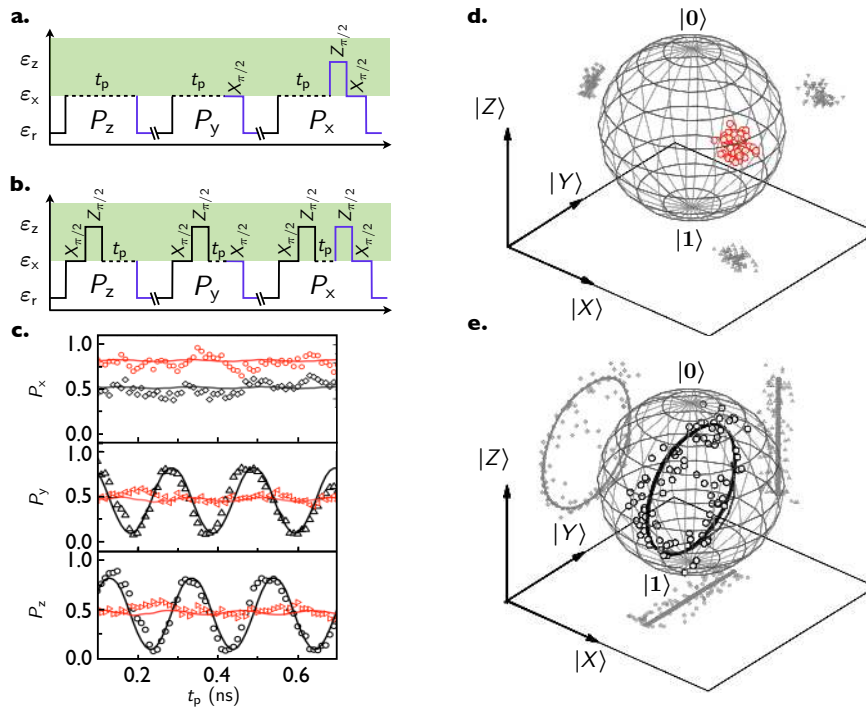 a.
ε_z
ε_x
ε_r
t_p t_p X_π/2 t_p Z_π/2 X_π/2
P_z P_y P_x
b.
ε_z
ε_x
ε_r
X_π/2 Z_π/2 t_p X_π/2 Z_π/2 t_p X_π/2 X_π/2 Z_π/2 t_p Z_π/2 X_π/2
P_z P_y P_x
c.
1.0
P_x 0.5
0.0
1.0
P_y 0.5
0.0
1.0
P_z 0.5
0.0
0.2 0.4 0.6
t_p (ns)
d.
|0⟩
|Z⟩
|Y⟩
|1⟩
|X⟩
e.
|0⟩
|Z⟩
|Y⟩
|1⟩
|X⟩